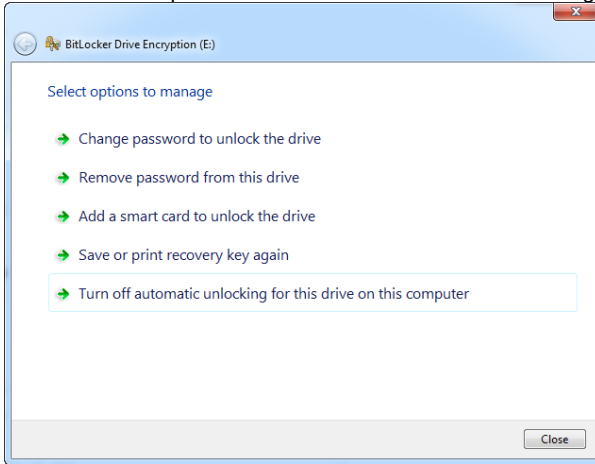 BitLocker Drive Encryption (E:)
Select options to manage
Change password to unlock the drive
Remove password from this drive
Add a smart card to unlock the drive
Save or print recovery key again
Turn off automatic unlocking for this drive on this computer
Close